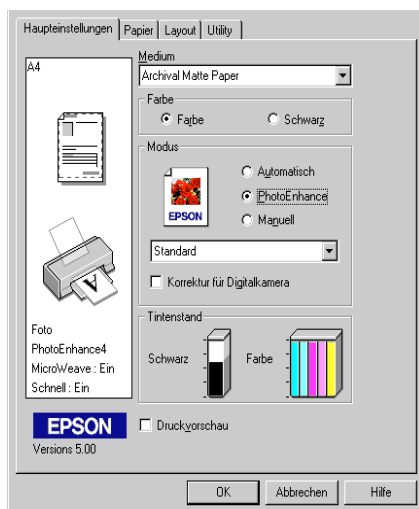 Haupteinstellungen Papier Layout Utility
A4
Medium
Archival Matte Paper
Farbe
Farbe Schwarz
Modus
EPSON
Automatisch
PhotoEnhance
Manuell
Standard
Korrektur für Digitalkamera
Foto
PhotoEnhance4
MicroWeave : Ein
Schnell : Ein
Tintenstand
Schwarz Farbe
EPSON
Versions 5.00
Druckvorschau
OK Abbrechen Hilfe